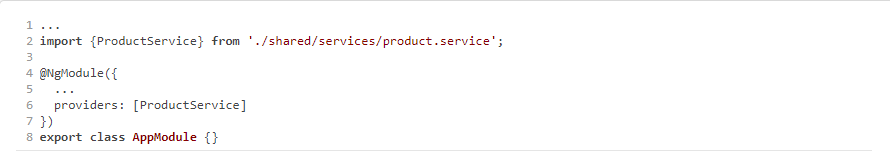 1 ...
2 import {ProductService} from './shared/services/product.service';
3
4 @NgModule({
5   ...
6   providers: [ProductService]
7 })
8 export class AppModule {}